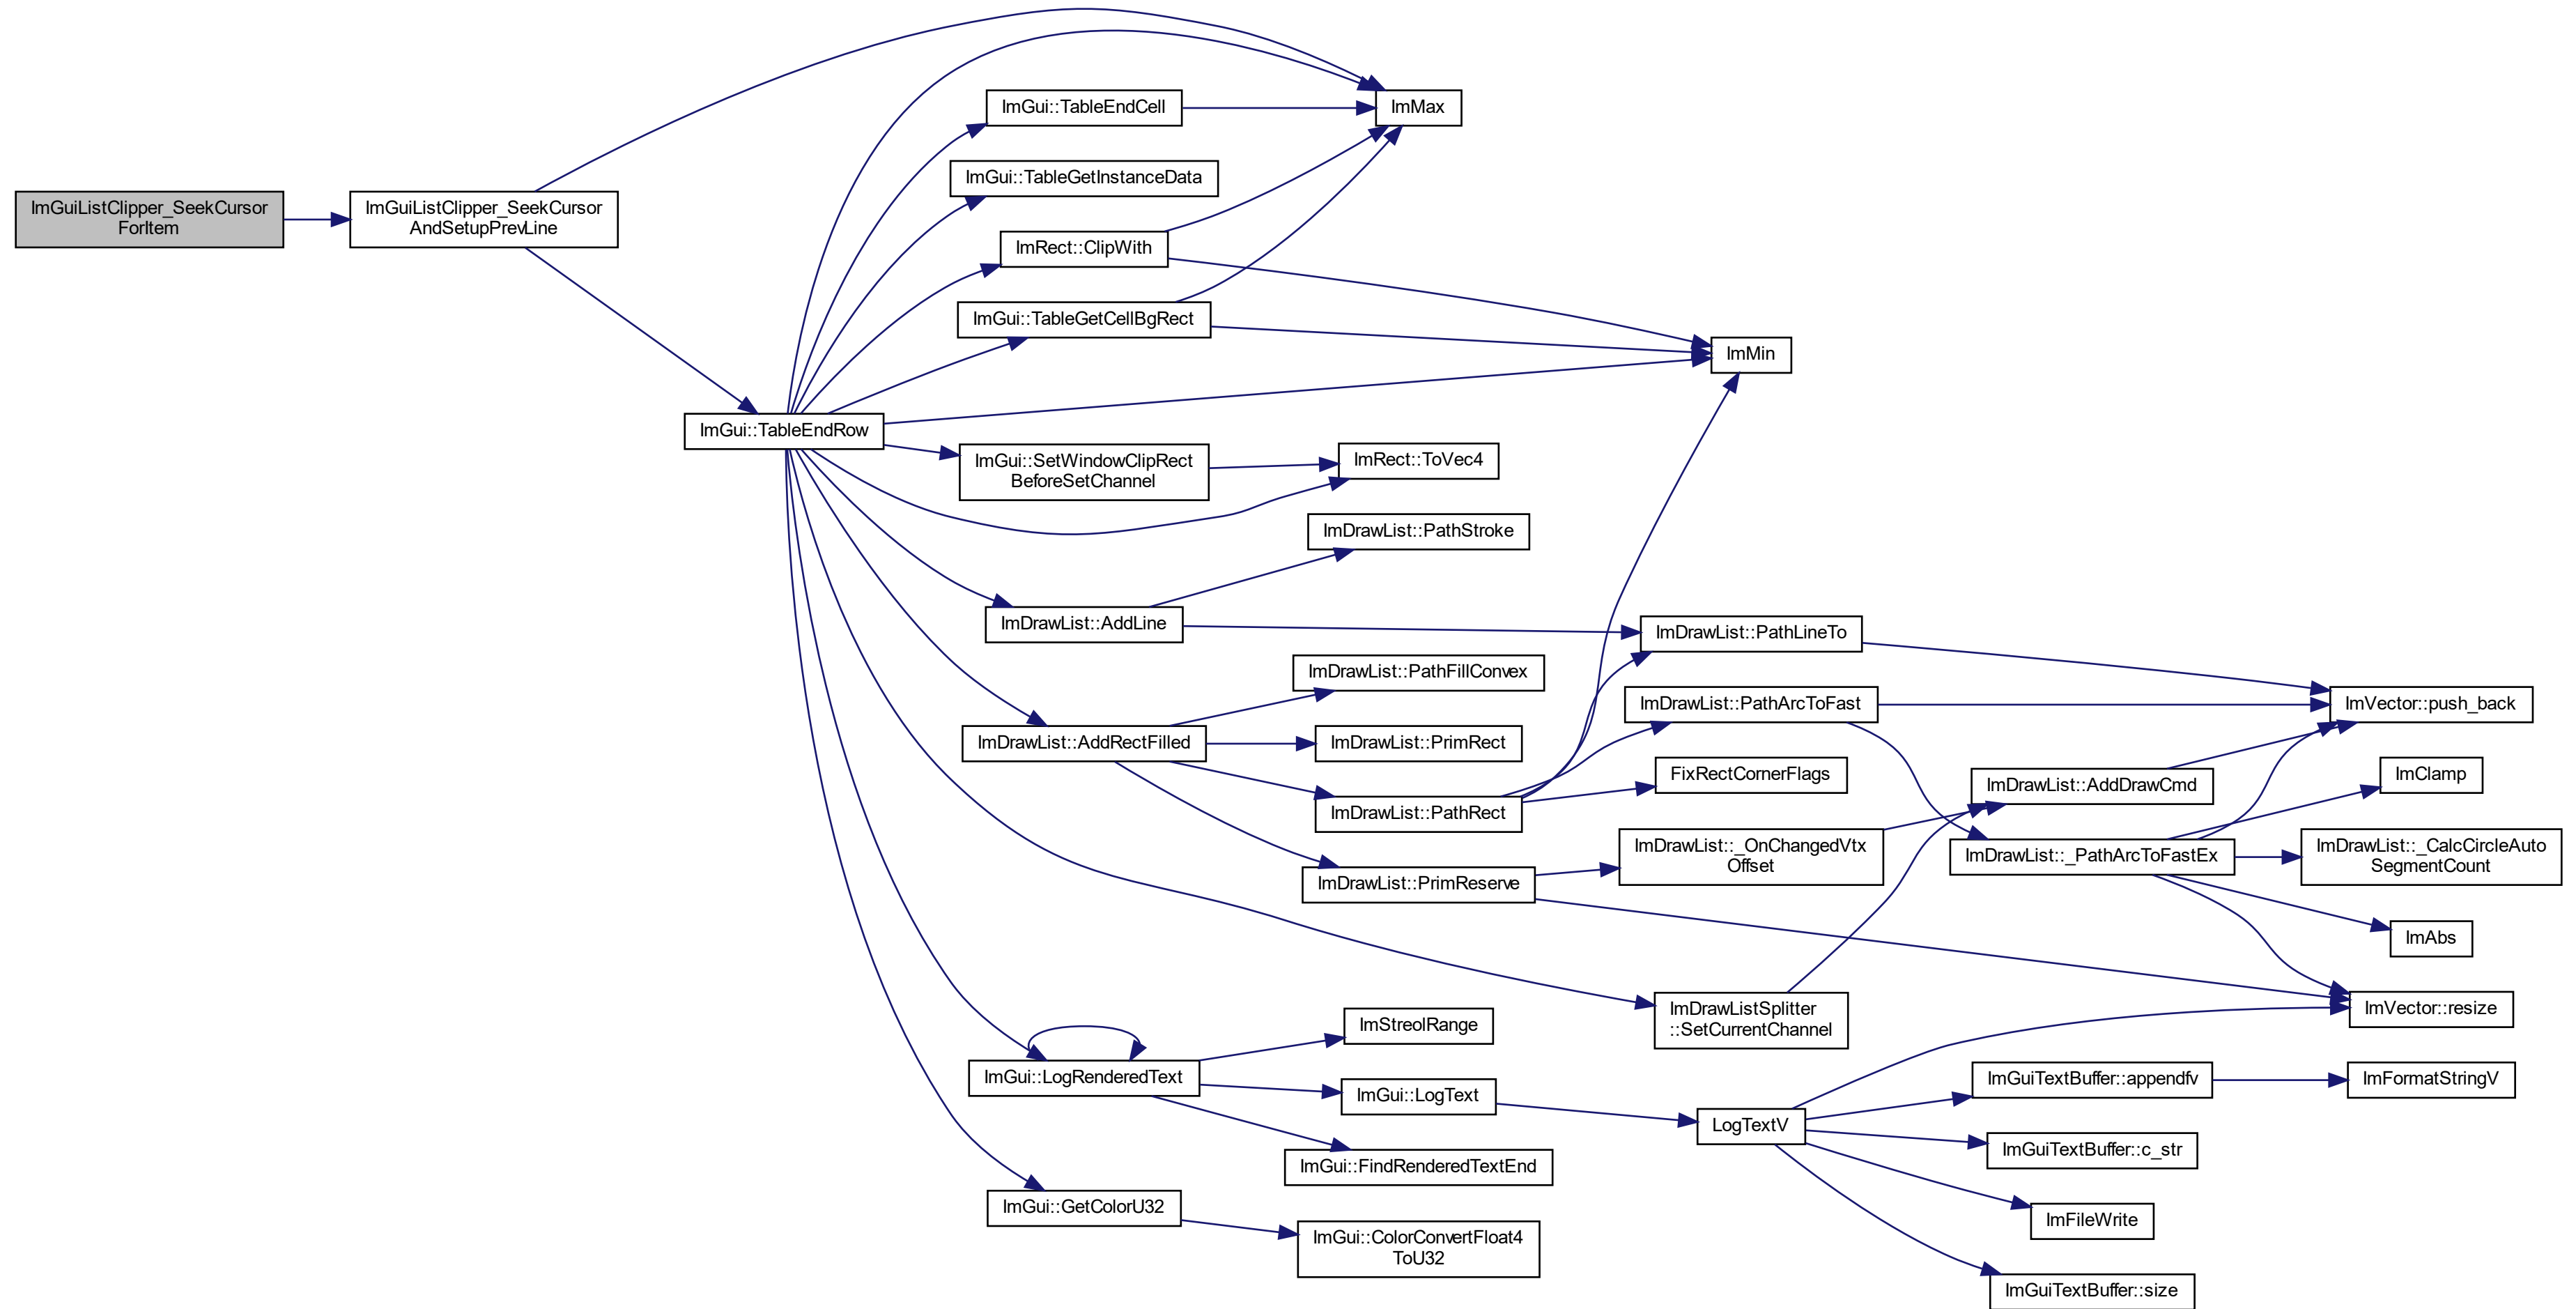 ImGuiListClipper_SeekCursor
ForItem
ImGuiListClipper_SeekCursor
AndSetupPrevLine
ImGui::TableEndRow
ImGui::TableEndCell
ImGui::TableGetInstanceData
ImRect::ClipWith
ImGui::TableGetCellBgRect
ImGui::SetWindowClipRect
BeforeSetChannel
ImDrawList::AddLine
ImDrawList::AddRectFilled
ImGui::LogRenderedText
ImGui::GetColorU32
ImMax
ImRect::ToVec4
ImDrawList::PathStroke
ImDrawList::PathFillConvex
ImDrawList::PrimRect
ImDrawList::PathRect
ImDrawList::PrimReserve
ImStreolRange
ImGui::LogText
ImGui::FindRenderedTextEnd
ImGui::ColorConvertFloat4
ToU32
ImMin
ImDrawList::PathLineTo
ImDrawList::PathArcToFast
FixRectCornerFlags
ImDrawList::_OnChangedVtx
Offset
ImDrawListSplitter
::SetCurrentChannel
LogTextV
ImDrawList::AddDrawCmd
ImDrawList::_PathArcToFastEx
ImGuiTextBuffer::appendfv
ImGuiTextBuffer::c_str
ImFileWrite
ImGuiTextBuffer::size
ImVector::push_back
ImClamp
ImDrawList::_CalcCircleAuto
SegmentCount
ImAbs
ImVector::resize
ImFormatStringV